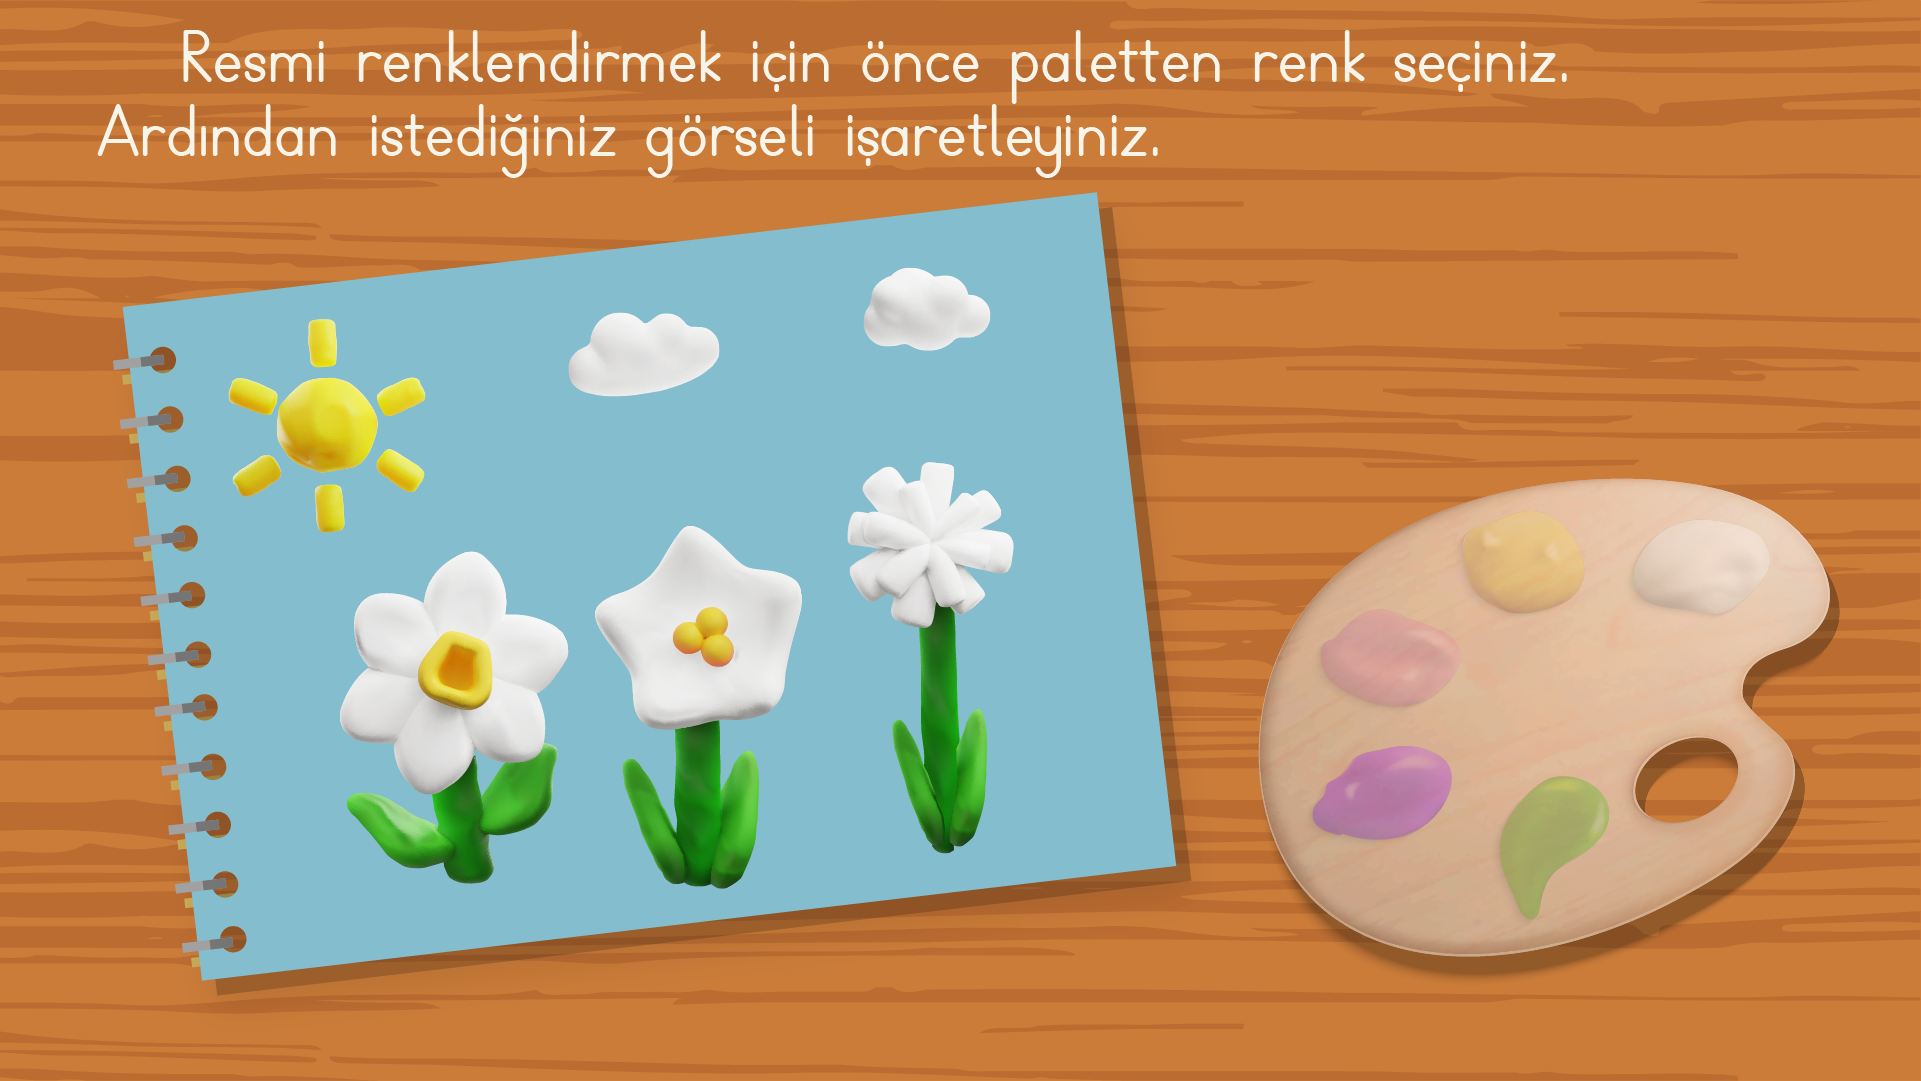 Resmi renklendirmek için önce paletten renk seçiniz.
Ardından istediğiniz görseli işaretleyiniz.